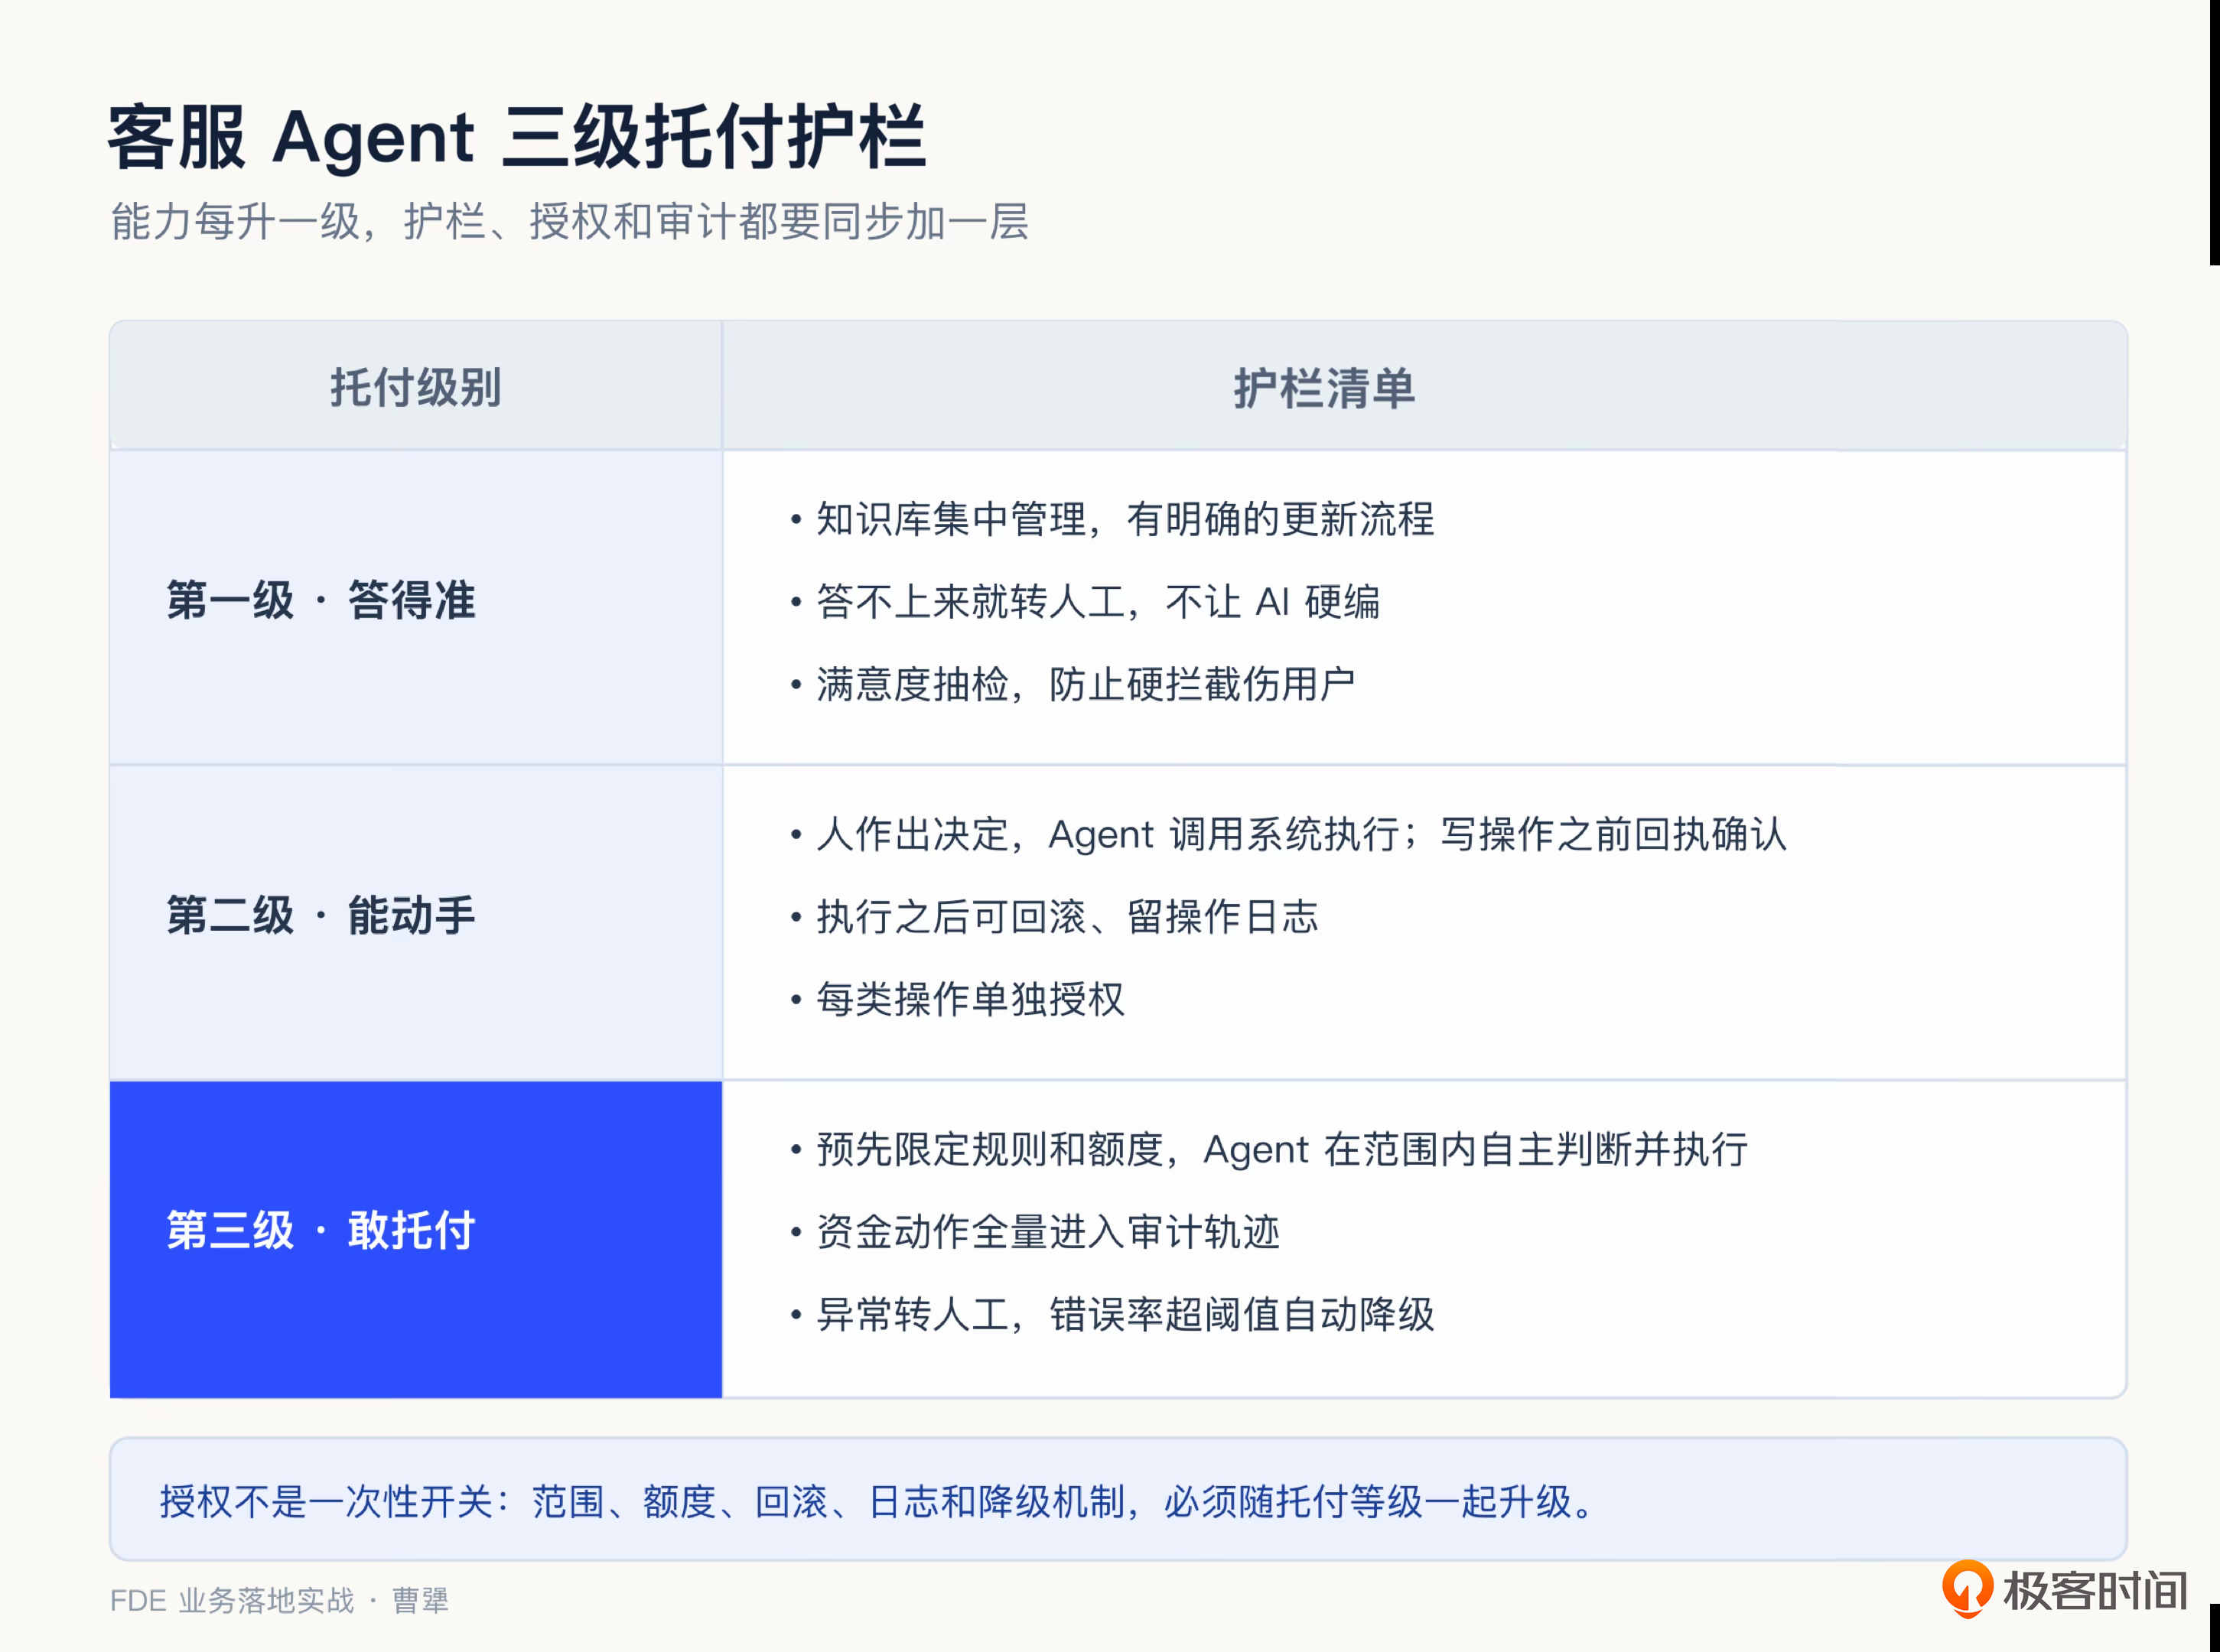 客服 Agent 三级托付护栏
能力每升一级，护栏、授权和审计都要同步加一层
托付级别
护栏清单
第一级 · 答得准
• 知识库集中管理，有明确的更新流程
• 答不上来就转人工，不让 AI 硬编
• 满意度抽检，防止硬拦截伤用户
第二级 · 能动手
• 人作出决定，Agent 调用系统执行；写操作之前回执确认
• 执行之后可回滚、留操作日志
• 每类操作单独授权
第三级 · 敢托付
• 预先限定规则和额度，Agent 在范围内自主判断并执行
• 资金动作全量进入审计轨迹
• 异常转人工，错误率超阈值自动降级
授权不是一次性开关：范围、额度、回滚、日志和降级机制，必须随托付等级一起升级。
FDE 业务落地实战 · 曹犟
极客时间